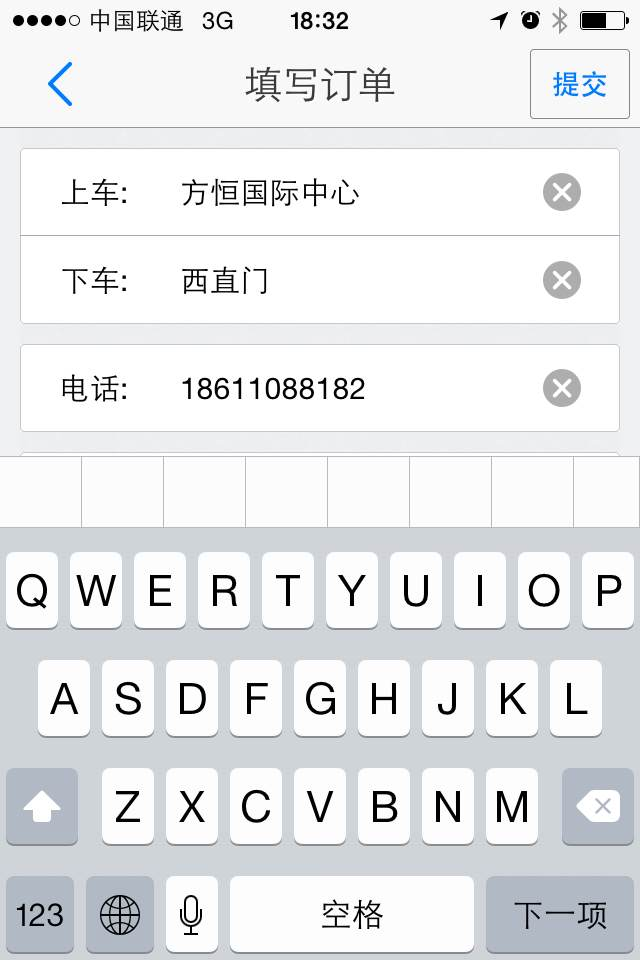 中国联通 3G 18:32
填写订单 提交
上车: 方恒国际中心
下车: 西直门
电话: 18611088182
Q W E R T Y U I O P
A S D F G H J K L
Z X C V B N M
123 空格 下一项